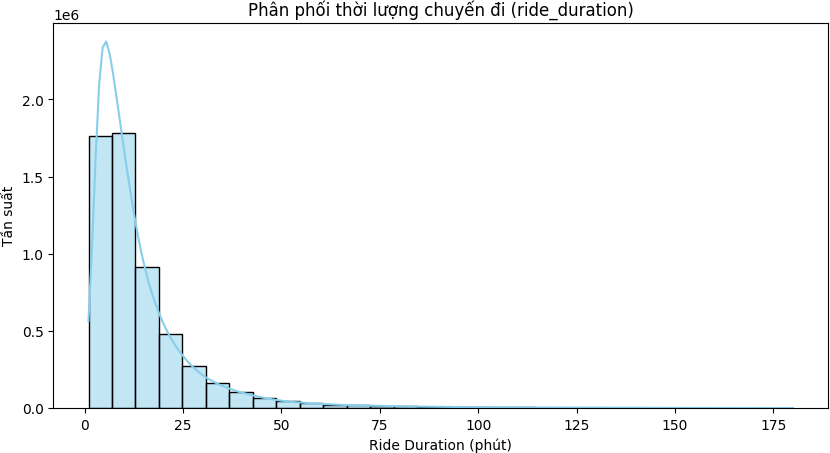 Phân phối thời lượng chuyến đi (ride_duration)
1e6
2.0
1.5
1.0
0.5
0.0
Tần suất
0 25 50 75 100 125 150 175
Ride Duration (phút)